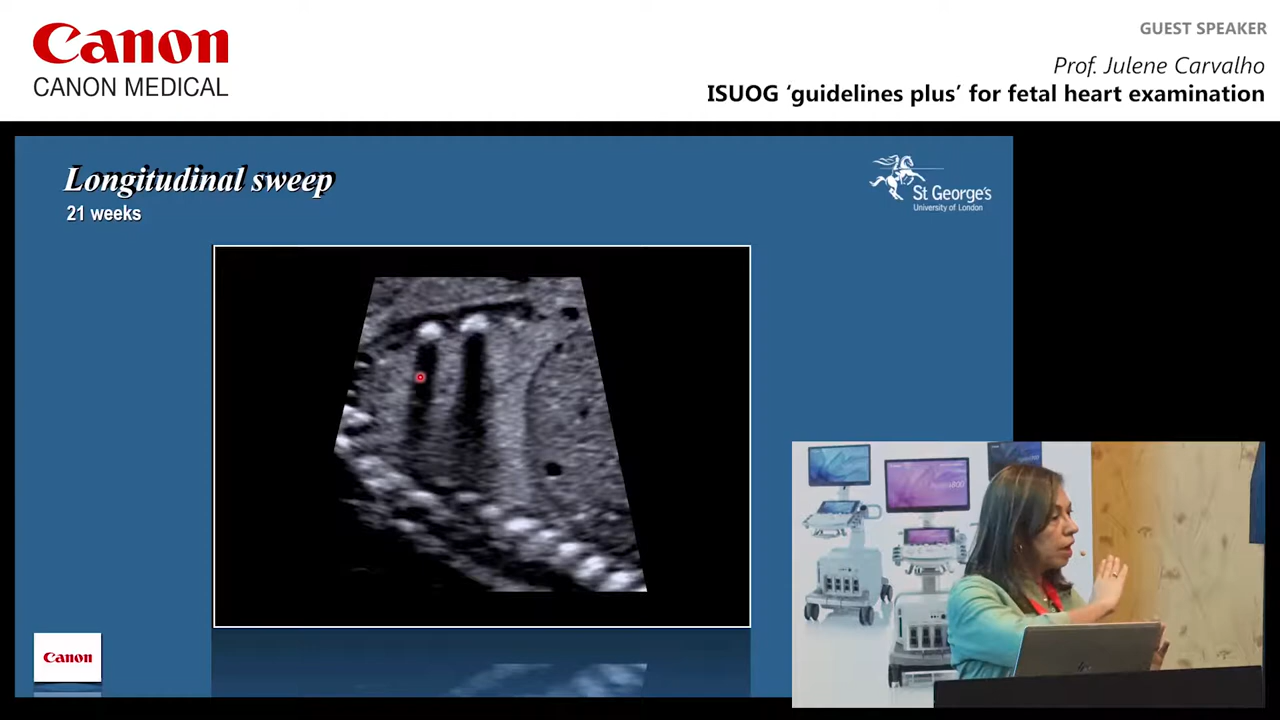 Canon
CANON MEDICAL
GUEST SPEAKER
Prof. Julene Carvalho
ISUOG ‘guidelines plus’ for fetal heart examination
Longitudinal sweep
21 weeks
St George's
University of London
Canon